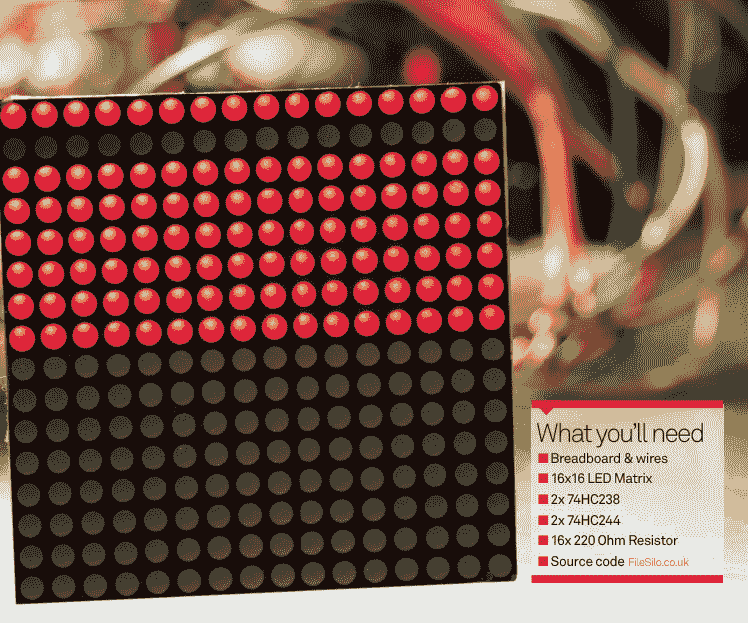 What you'll need
Breadboard & wires
16x16 LED Matrix
2x 74HC238
2x 74HC244
16x 220 Ohm Resistor
Source code FileSilo.co.uk